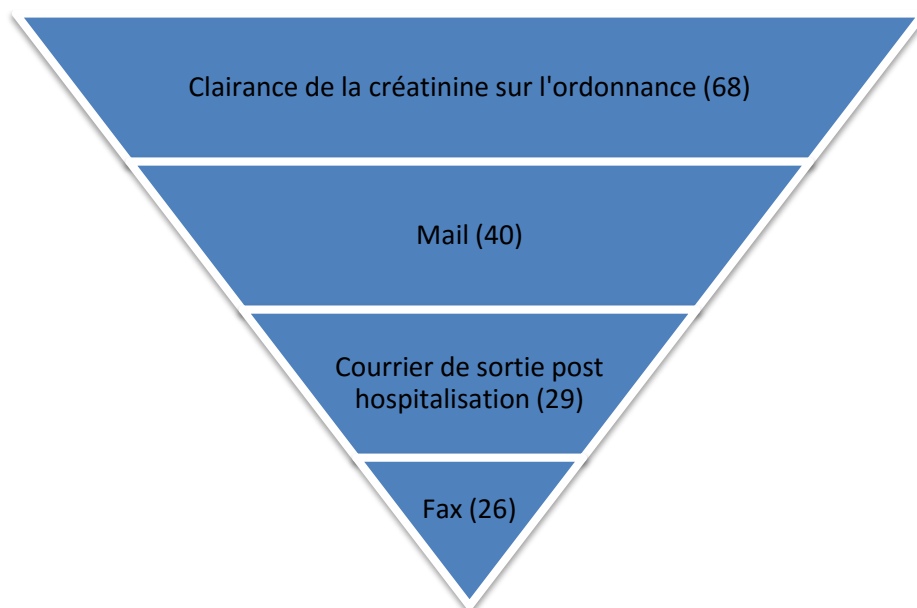 Clairance de la créatinine sur l'ordonnance (68)
Mail (40)
Courrier de sortie post
hospitalisation (29)
Fax (26)